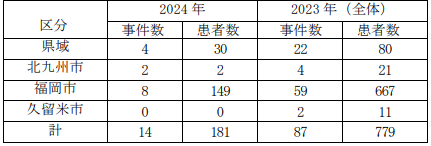 区分 2024年 2023年（全体）
事件数 患者数 事件数 患者数
県域 4 30 22 80
北九州市 2 2 4 21
福岡市 8 149 59 667
久留米市 0 0 2 11
計 14 181 87 779